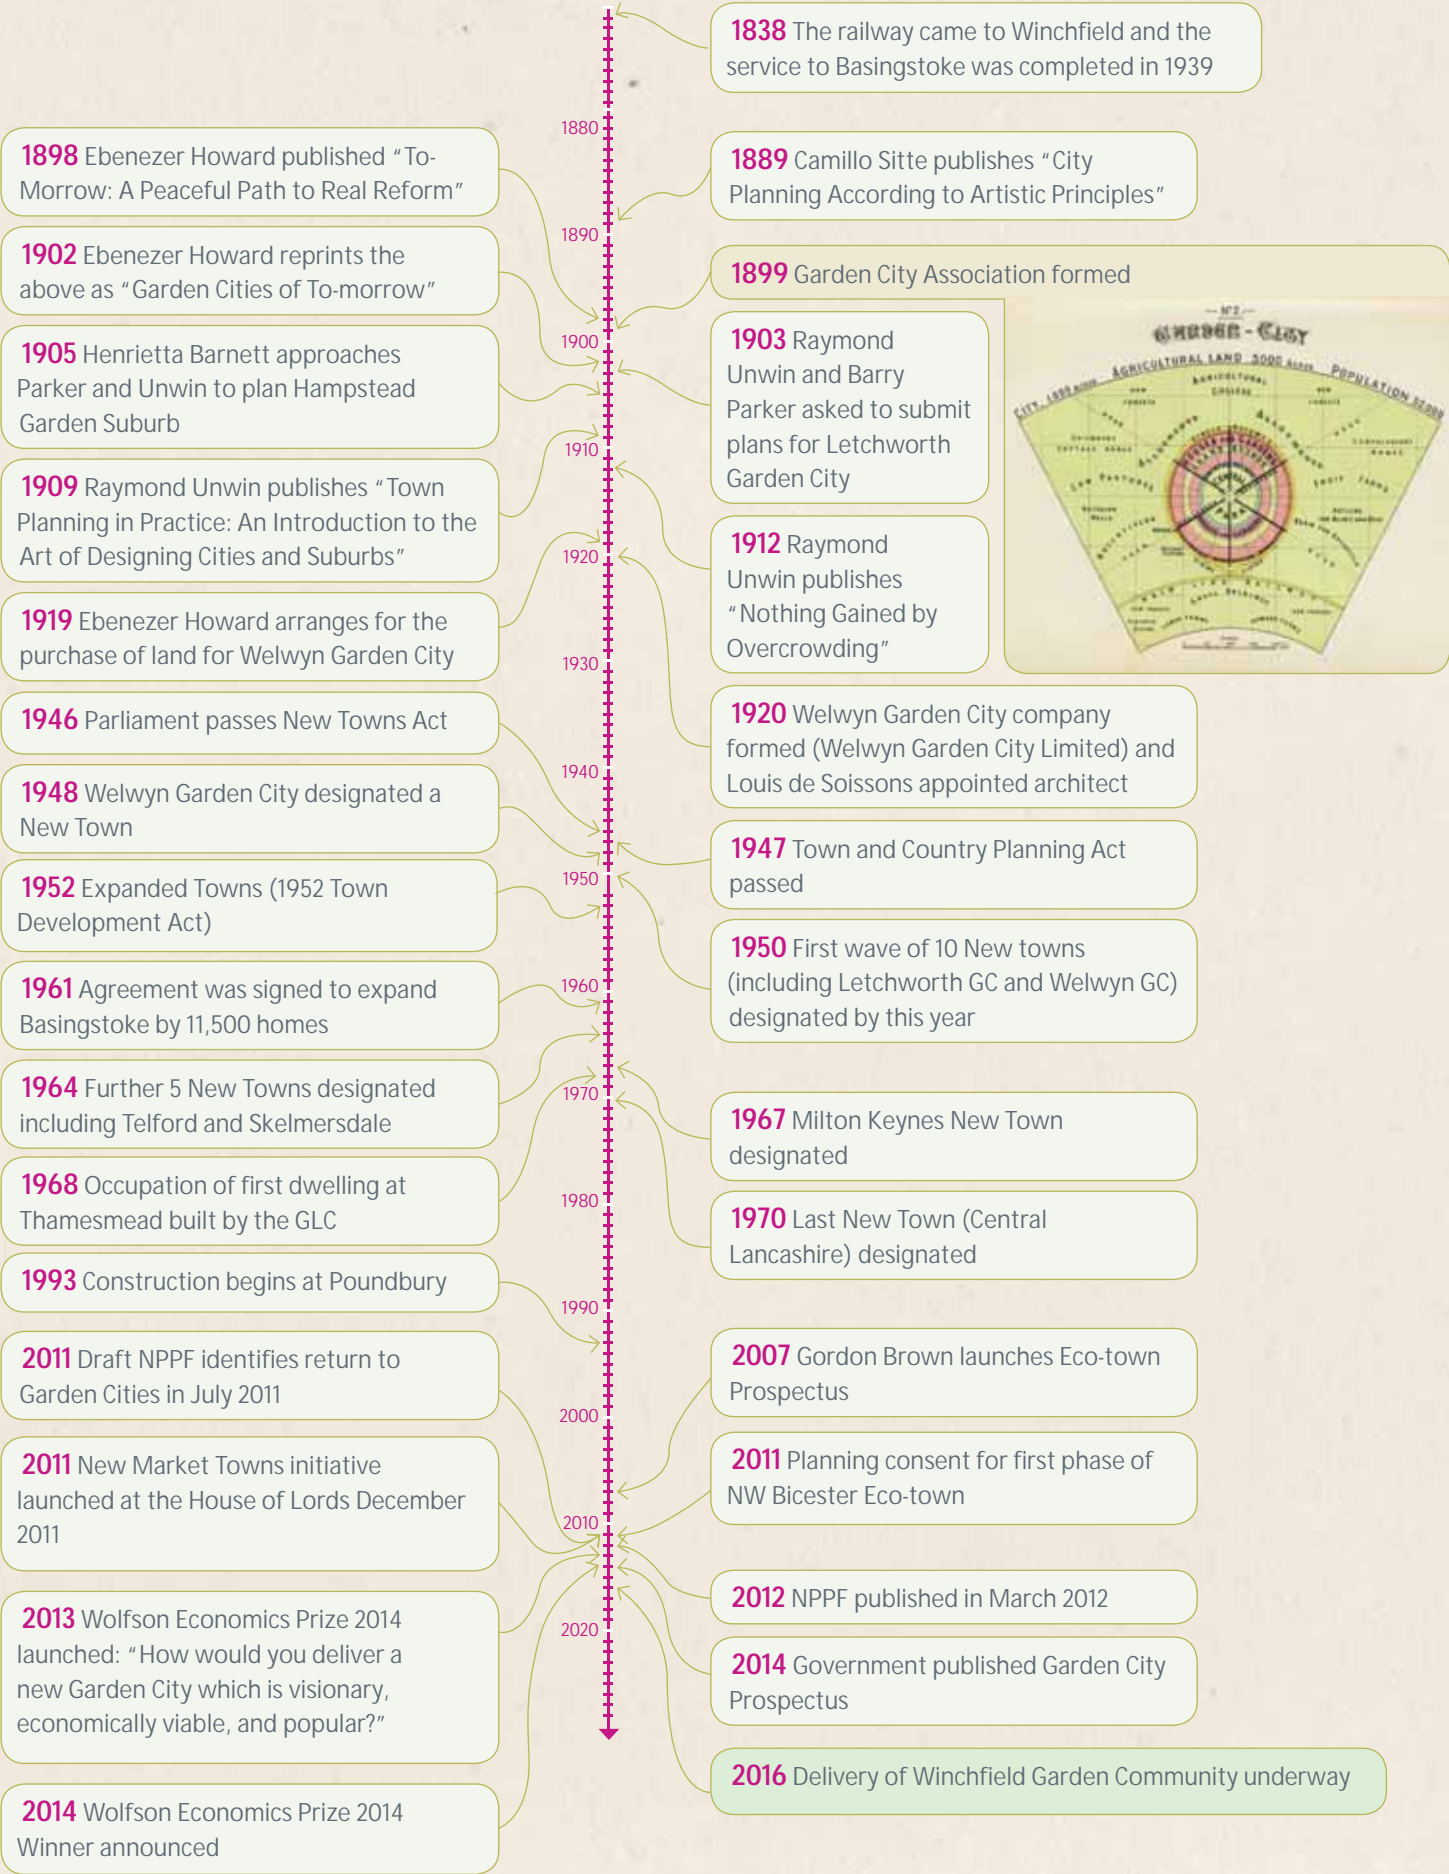 1838 The railway came to Winchfield and the
service to Basingstoke was completed in 1939
1898 Ebenezer Howard published “To-
Morrow: A Peaceful Path to Real Reform”
1902 Ebenezer Howard reprints the
above as “Garden Cities of To-morrow”
1905 Henrietta Barnett approaches
Parker and Unwin to plan Hampstead
Garden Suburb
1909 Raymond Unwin publishes “Town
Planning in Practice: An Introduction to the
Art of Designing Cities and Suburbs”
1919 Ebenezer Howard arranges for the
purchase of land for Welwyn Garden City
1946 Parliament passes New Towns Act
1948 Welwyn Garden City designated a
New Town
1952 Expanded Towns (1952 Town
Development Act)
1961 Agreement was signed to expand
Basingstoke by 11,500 homes
1964 Further 5 New Towns designated
including Telford and Skelmersdale
1968 Occupation of first dwelling at
Thamesmead built by the GLC
1993 Construction begins at Poundbury
2011 Draft NPPF identifies return to
Garden Cities in July 2011
2011 New Market Towns initiative
launched at the House of Lords December
2011
2013 Wolfson Economics Prize 2014
launched: “How would you deliver a
new Garden City which is visionary,
economically viable, and popular?”
2014 Wolfson Economics Prize 2014
Winner announced
1880
1890
1900
1910
1920
1930
1940
1950
1960
1970
1980
1990
2000
2010
2020
1889 Camillo Sitte publishes “City
Planning According to Artistic Principles”
1899 Garden City Association formed
1903 Raymond
Unwin and Barry
Parker asked to submit
plans for Letchworth
Garden City
1912 Raymond
Unwin publishes
“Nothing Gained by
Overcrowding”
Nº2.
GARDEN-CITY
AGRICULTURAL LAND 5000 ACRES
POPULATION 32000
AGRICULTURAL
COLLEGE
1920 Welwyn Garden City company
formed (Welwyn Garden City Limited) and
Louis de Soissons appointed architect
1947 Town and Country Planning Act
passed
1950 First wave of 10 New towns
(including Letchworth GC and Welwyn GC)
designated by this year
1967 Milton Keynes New Town
designated
1970 Last New Town (Central
Lancashire) designated
2007 Gordon Brown launches Eco-town
Prospectus
2011 Planning consent for first phase of
NW Bicester Eco-town
2012 NPPF published in March 2012
2014 Government published Garden City
Prospectus
2016 Delivery of Winchfield Garden Community underway